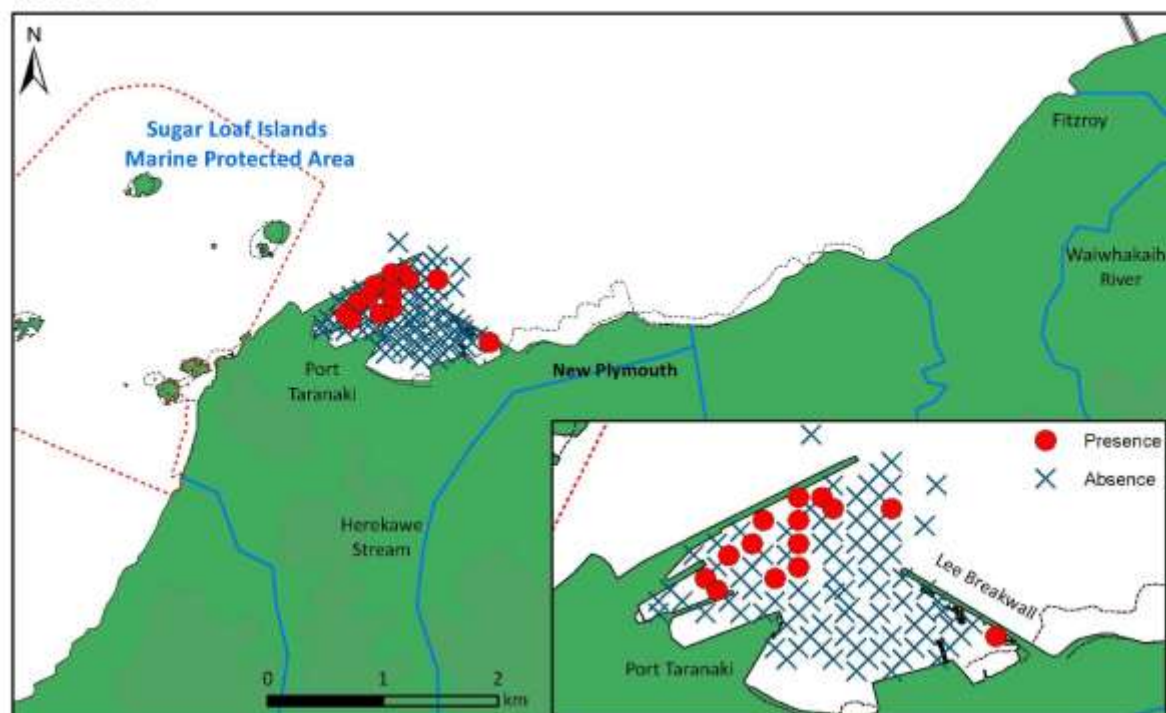 N
Sugar Loaf Islands
Marine Protected Area
Fitzroy
Waiwhakaih
River
Port
Taranaki
New Plymouth
Herekawe
Stream
0
1
2
km
Presence
Absence
Lee Breakwall
Port Taranaki